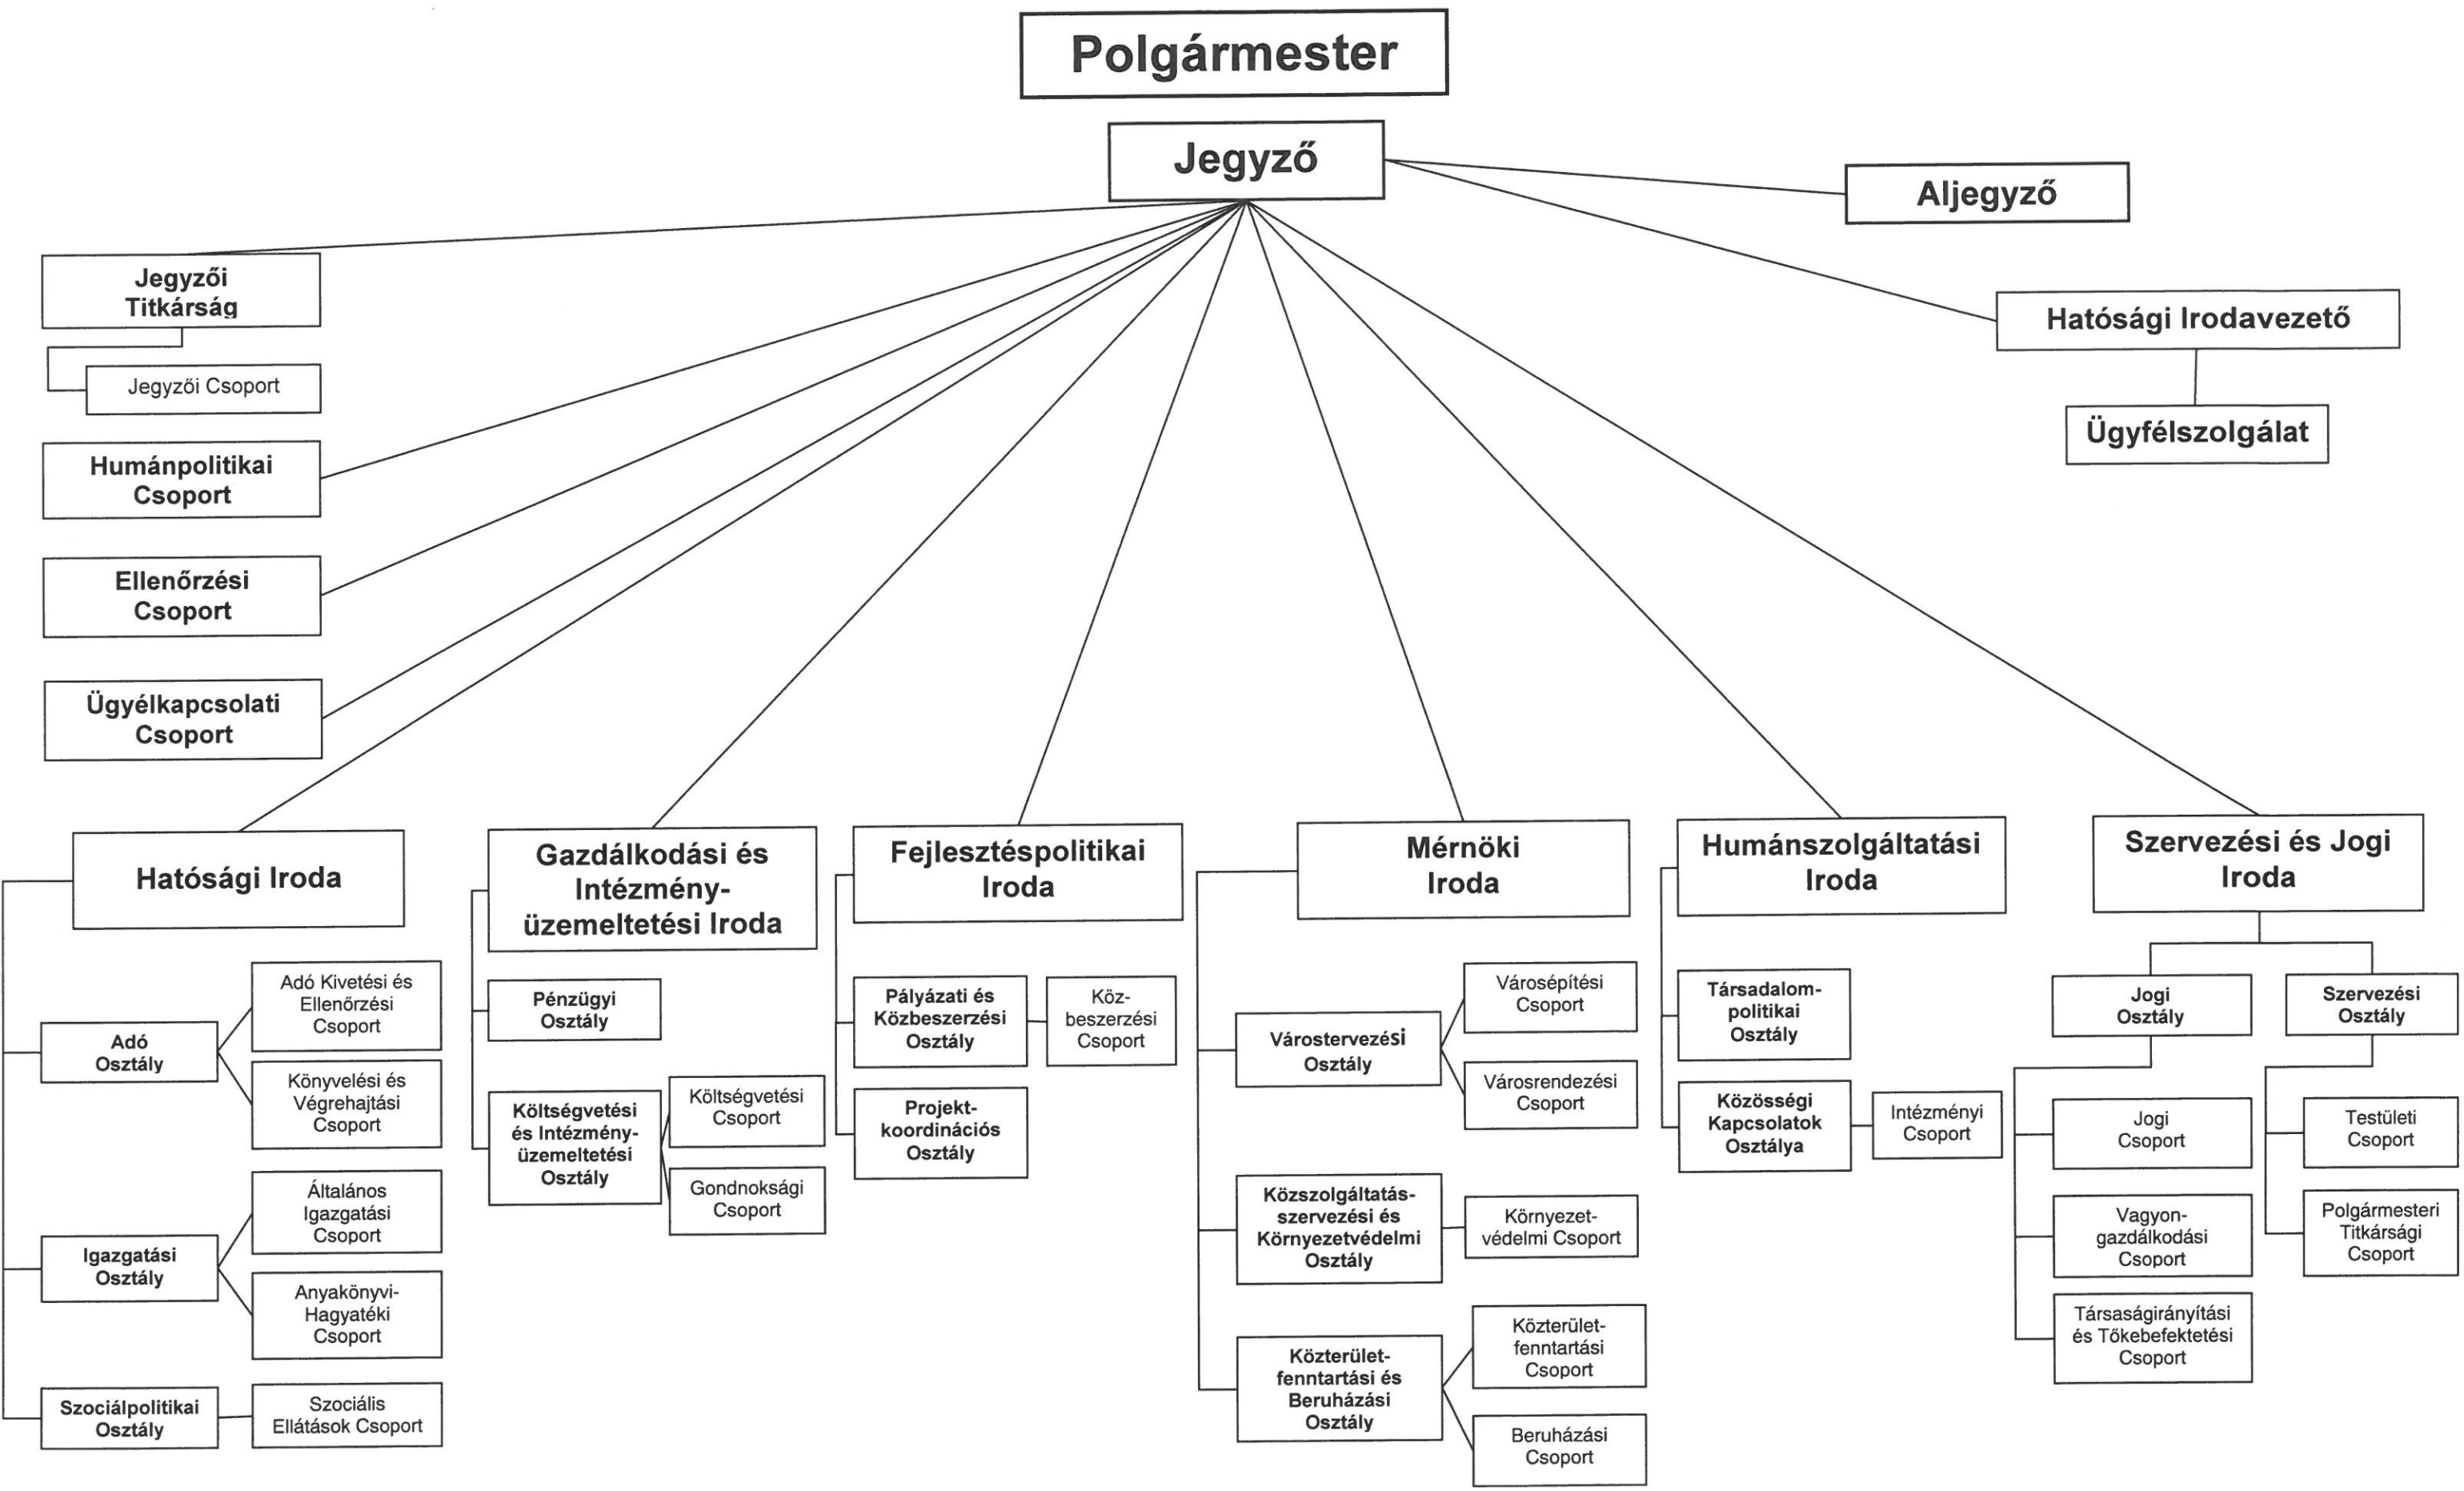 Polgármester
Jegyző
Aljegyző
Jegyzői
Titkárság
Jegyzői Csoport
Hatósági Irodavezető
Ügyfélszolgálat
Humánpolitikai
Csoport
Ellenőrzési
Csoport
Ügyélkapcsolati
Csoport
Hatósági Iroda
Adó
Osztály
Adó Kivetési és
Ellenőrzési
Csoport
Könyvelési és
Végrehajtási
Csoport
Igazgatási
Osztály
Általános
Igazgatási
Csoport
Anyakönyvi-
Hagyatéki
Csoport
Szociálpolitikai
Osztály
Szociális
Ellátások Csoport
Gazdálkodási és
Intézmény-
üzemeltetési Iroda
Pénzügyi
Osztály
Költségvetési
és Intézmény-
üzemeltetési
Osztály
Költségvetési
Csoport
Gondnoksági
Csoport
Fejlesztéspolitikai
Iroda
Pályázati és
Közbeszerzési
Osztály
Köz-
beszerzési
Csoport
Projekt-
koordinációs
Osztály
Mérnöki
Iroda
Várostervezési
Osztály
Városépítési
Csoport
Városrendezési
Csoport
Közszolgáltatás-
szervezési és
Környezetvédelmi
Osztály
Környezet-
védelmi Csoport
Közterület-
fenntartási és
Beruházási
Osztály
Közterület-
fenntartási
Csoport
Beruházási
Csoport
Humánszolgáltatási
Iroda
Társadalom-
politikai
Osztály
Közösségi
Kapcsolatok
Osztálya
Intézményi
Csoport
Szervezési és Jogi
Iroda
Jogi
Osztály
Jogi
Csoport
Vagyon-
gazdálkodási
Csoport
Társaságirányítási
és Tőkebefektetési
Csoport
Szervezési
Osztály
Testületi
Csoport
Polgármesteri
Titkársági
Csoport